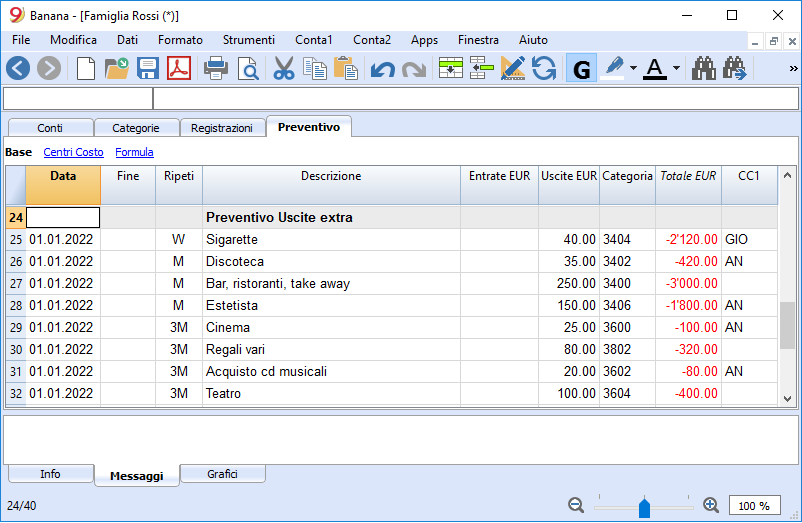 Banana - [Famiglia Rossi (*)]
File Modifica Dati Formato Strumenti Conta1 Conta2 Apps Finestra Aiuto
G A »
Conti Categorie Registrazioni Preventivo
Base Centri Costo Formula
Data Fine Ripeti Descrizione Entrate EUR Uscite EUR Categoria Totale EUR CC1
24 Preventivo Uscite extra
25 01.01.2022 W Sigarette 40.00 3404 -2'120.00 GIO
26 01.01.2022 M Discoteca 35.00 3402 -420.00 AN
27 01.01.2022 M Bar, ristoranti, take away 250.00 3400 -3'000.00
28 01.01.2022 M Estetista 150.00 3406 -1'800.00 AN
29 01.01.2022 3M Cinema 25.00 3600 -100.00 AN
30 01.01.2022 3M Regali vari 80.00 3802 -320.00
31 01.01.2022 3M Acquisto cd musicali 20.00 3602 -80.00 AN
32 01.01.2022 3M Teatro 100.00 3604 -400.00
Info Messaggi Grafici
24/40 100 %